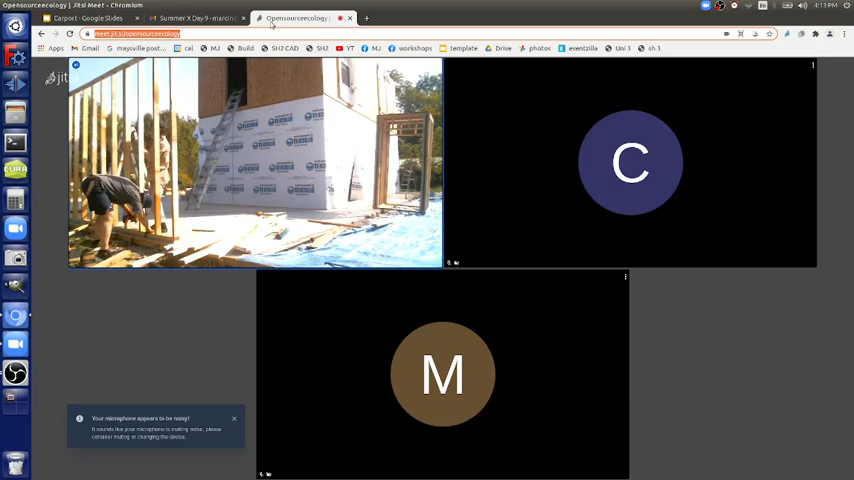 Opensourceecology | Jitsi Meet - Chromium
En
4:13 PM
Carport - Google Slides
Summer X Day 9 - marcin
Opensourceecology |
meet.jit.si/opensourceecology
Apps
Gmail
maysville post...
cal
MJ
Build
SH2 CAD
SH2
YT
MJ
workshops
template
Drive
photos
eventzilla
Uni 3
sh 3
jitsi
C
M
CURA
Your microphone appears to be noisy!
It sounds like your microphone is making noise, please
consider muting or changing the device.